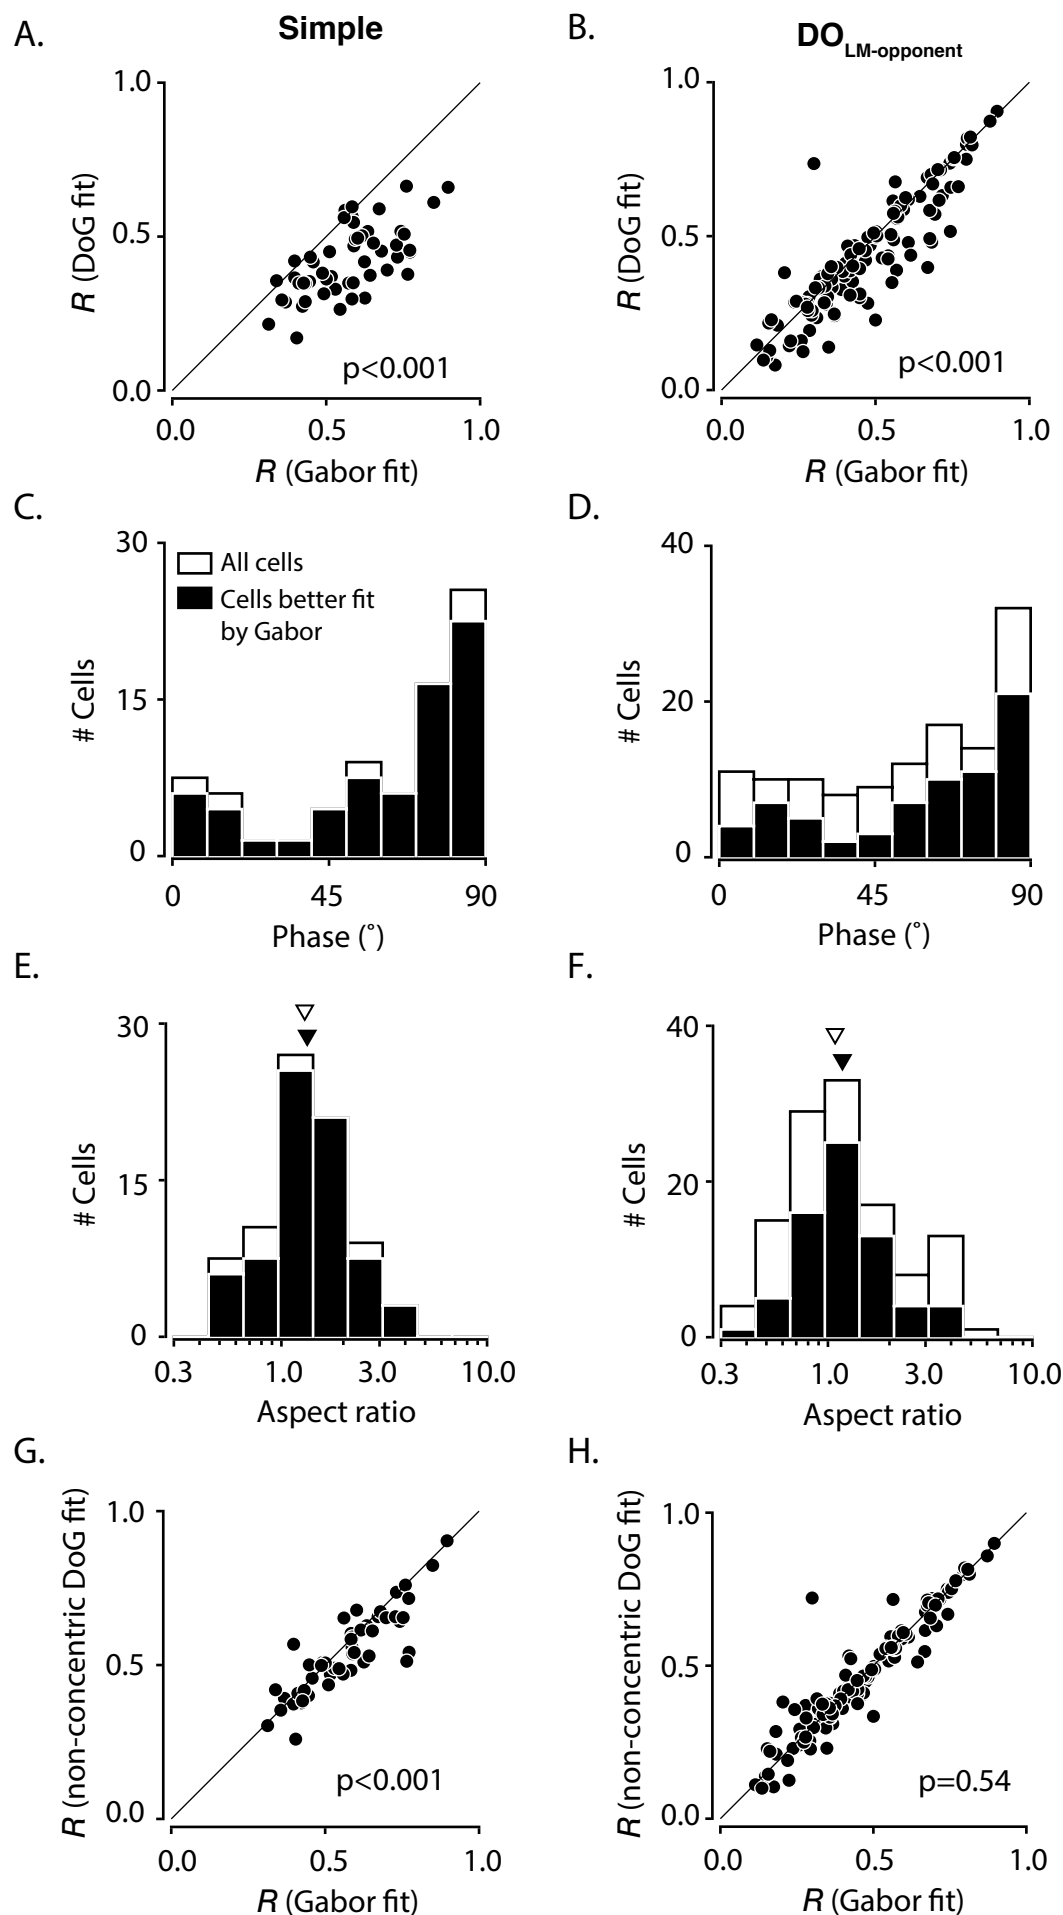 A.
Simple
B.
DO LM-opponent
1.0
0.5
0.0
R (DoG fit)
p<0.001
0.0 0.5 1.0
R (Gabor fit)
1.0
0.5
0.0
R (DoG fit)
p<0.001
0.0 0.5 1.0
R (Gabor fit)
C.
30
15
0
# Cells
All cells
Cells better fit
by Gabor
0 45 90
Phase (°)
D.
40
20
0
# Cells
0 45 90
Phase (°)
E.
30
15
0
# Cells
0.3 1.0 3.0 10.0
Aspect ratio
F.
40
20
0
# Cells
0.3 1.0 3.0 10.0
Aspect ratio
G.
1.0
0.5
0.0
R (non-concentric DoG fit)
p<0.001
0.0 0.5 1.0
R (Gabor fit)
H.
1.0
0.5
0.0
R (non-concentric DoG fit)
p=0.54
0.0 0.5 1.0
R (Gabor fit)